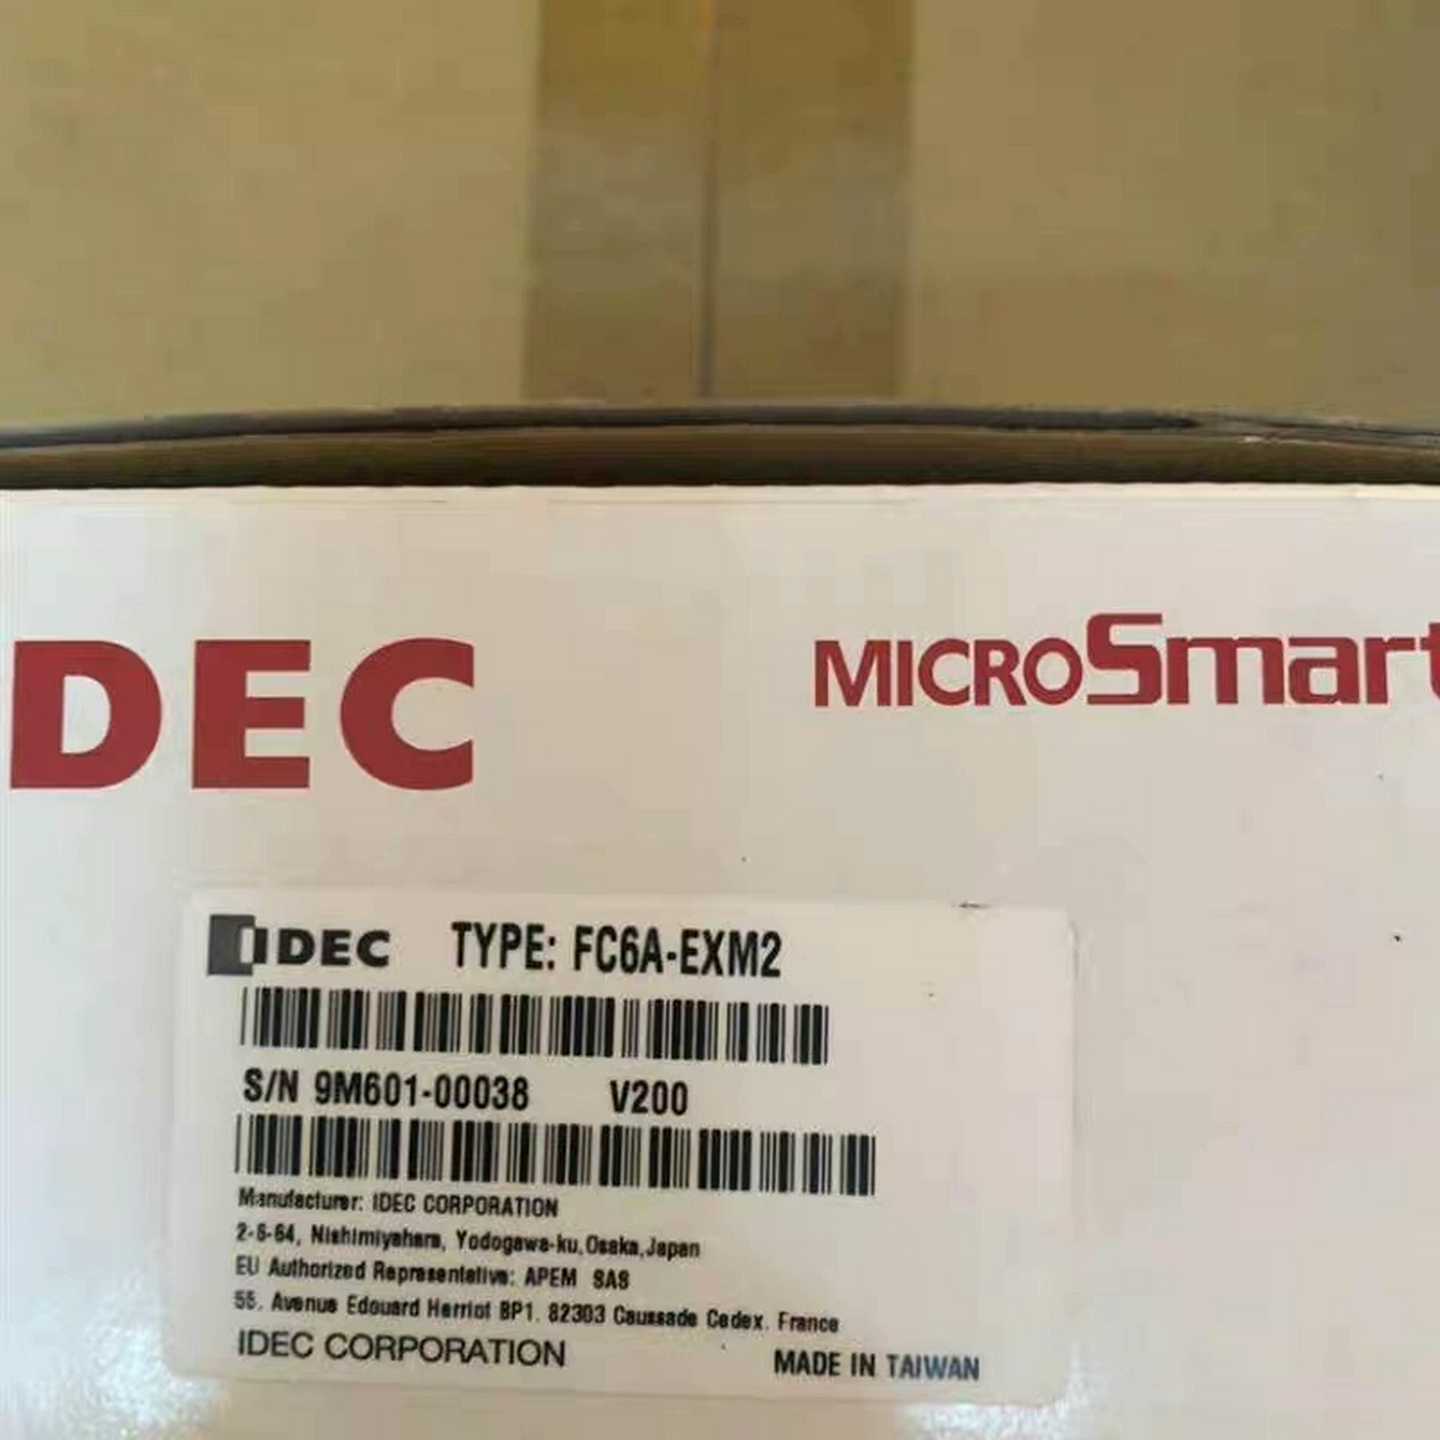 DEC MICROSmart
IDEC TYPE: FC6A-EXM2
S/N 9M601-00038 V200
Manufacturer: IDEC CORPORATION
2-6-64, Nishimiyahara, Yodogawa-ku,Osaka,Japan
EU Authorized Representative: APEM SAS
55, Avenue Edouard Herriot BP1. 82303 Caussade Cedex. France
IDEC CORPORATION MADE IN TAIWAN